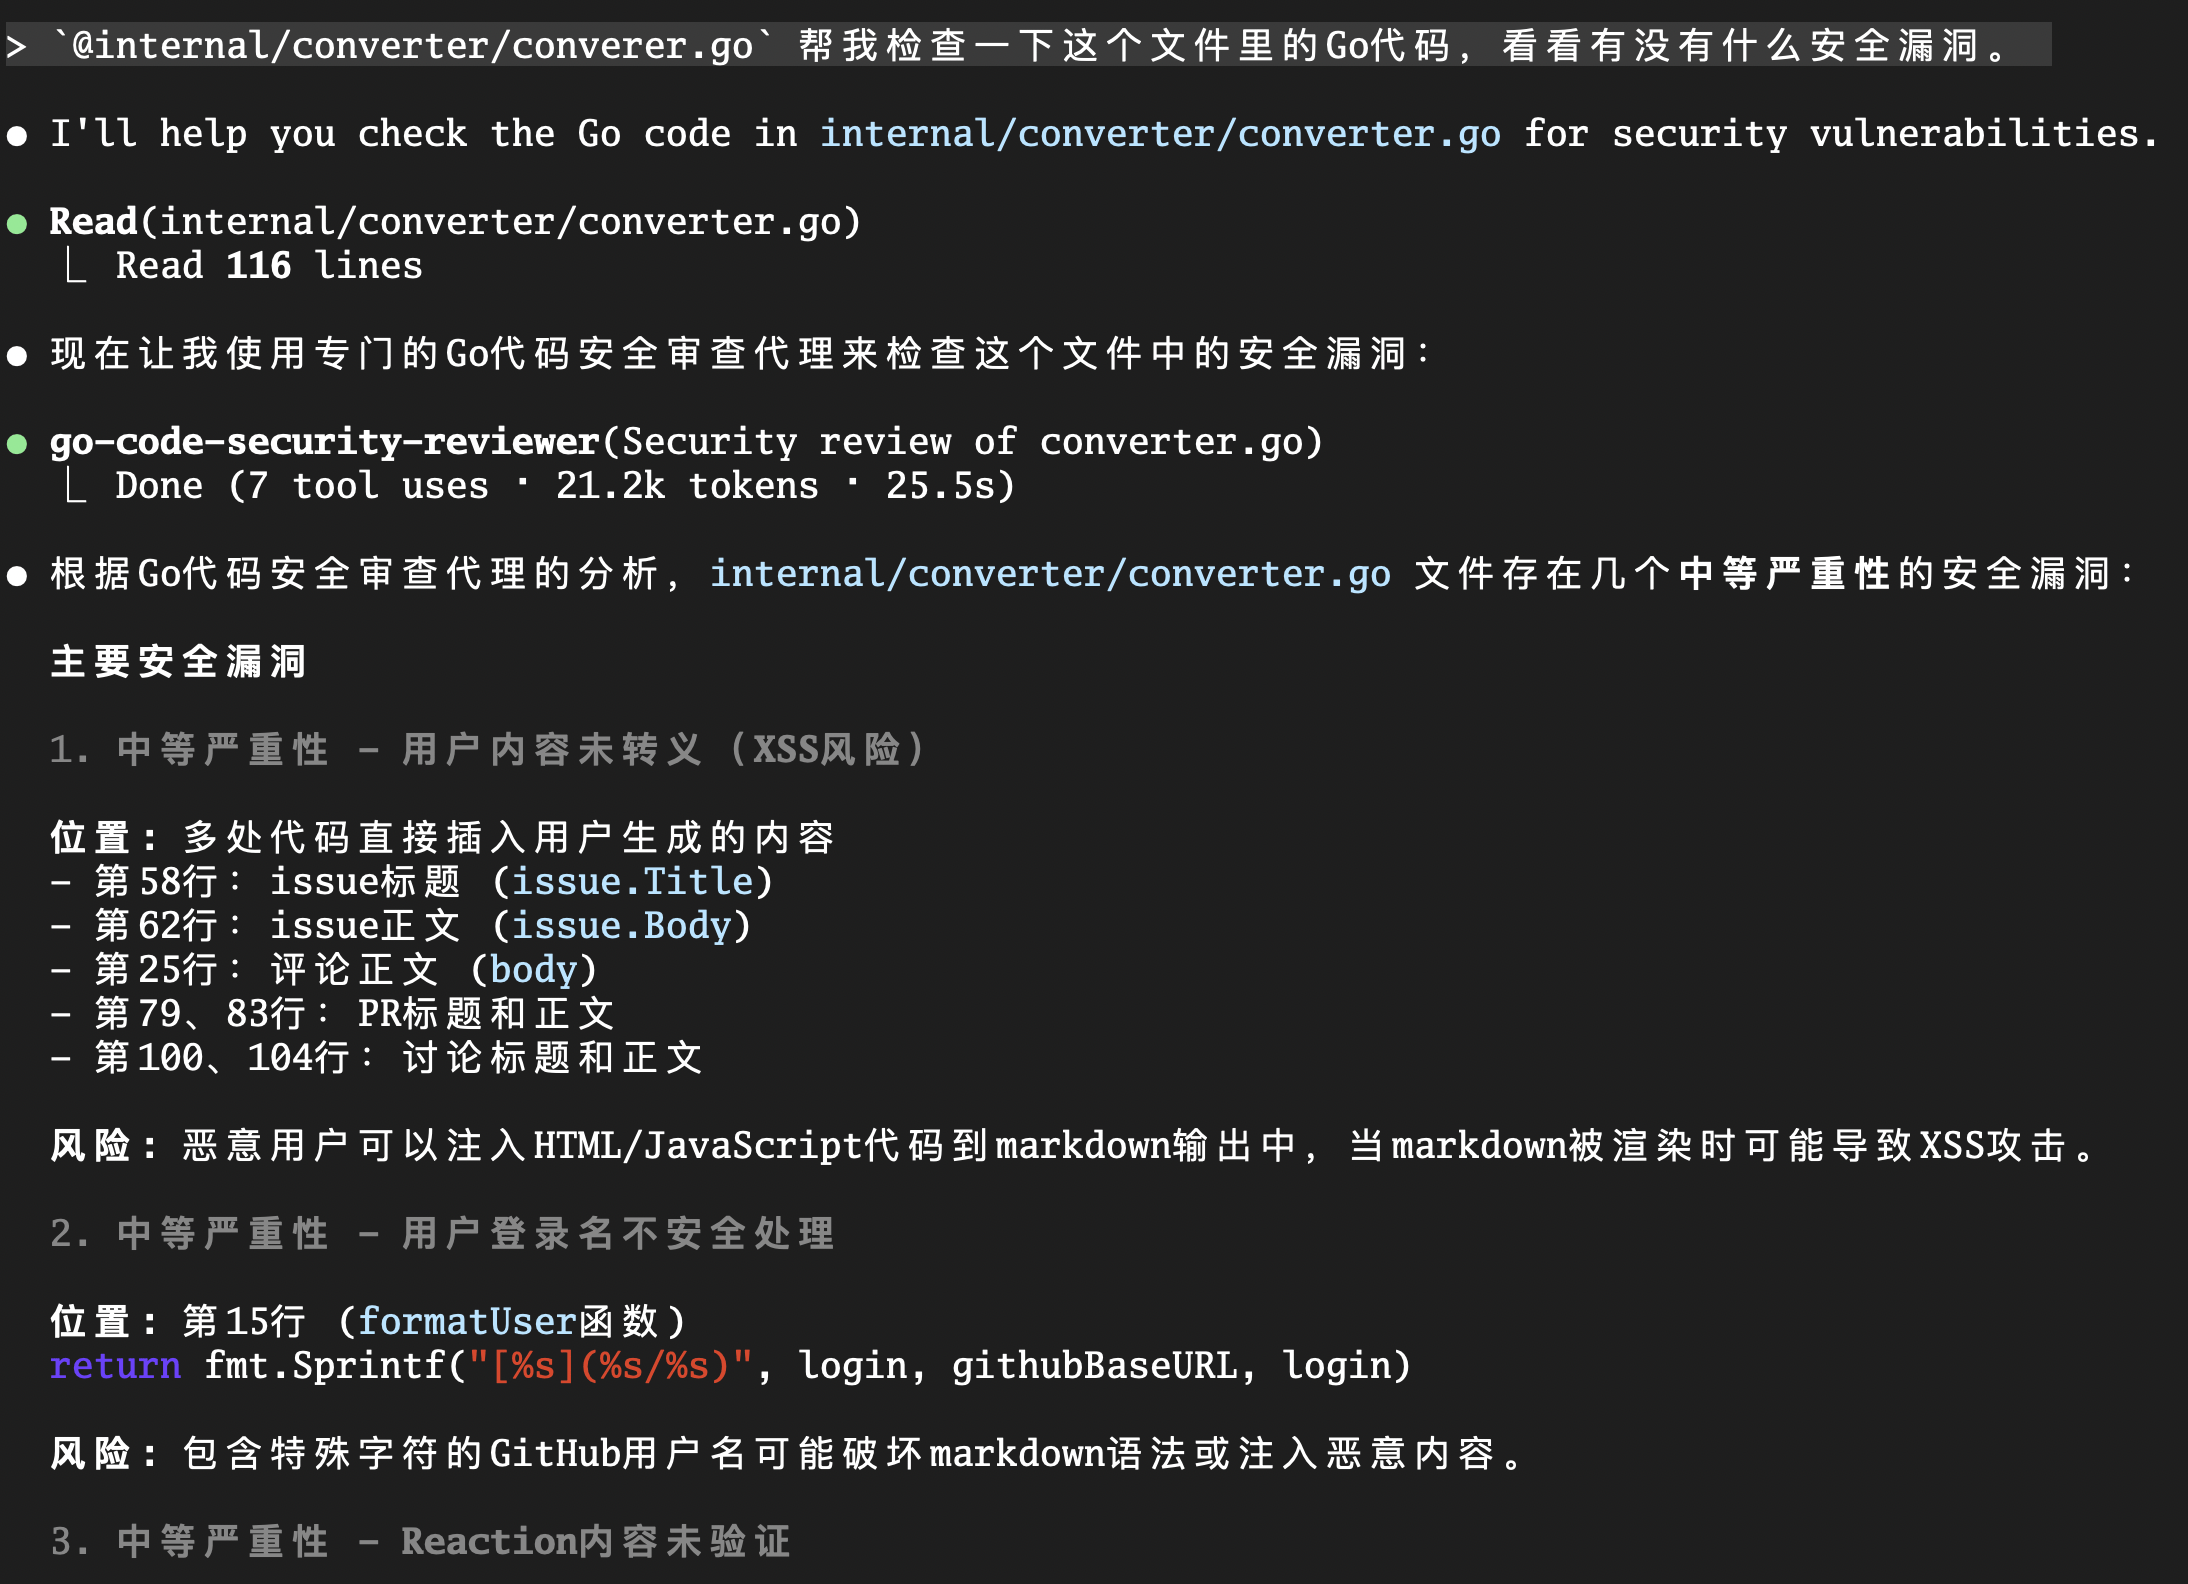 > `@internal/converter/converer.go` 帮我检查一下这个文件里的Go代码，看看有没有什么安全漏洞。
● I'll help you check the Go code in internal/converter/converter.go for security vulnerabilities.
● Read(internal/converter/converter.go)
⎿ Read 116 lines
● 现在让我使用专门的Go代码安全审查代理来检查这个文件中的安全漏洞：
● go-code-security-reviewer(Security review of converter.go)
⎿ Done (7 tool uses · 21.2k tokens · 25.5s)
● 根据Go代码安全审查代理的分析，internal/converter/converter.go 文件存在几个中等严重性的安全漏洞：
主要安全漏洞
1. 中等严重性 - 用户内容未转义（XSS风险）
位置：多处代码直接插入用户生成的内容
- 第58行：issue标题 (issue.Title)
- 第62行：issue正文 (issue.Body)
- 第25行：评论正文 (body)
- 第79、83行：PR标题和正文
- 第100、104行：讨论标题和正文
风险：恶意用户可以注入HTML/JavaScript代码到markdown输出中，当markdown被渲染时可能导致XSS攻击。
2. 中等严重性 - 用户登录名不安全处理
位置：第15行 (formatUser函数)
return fmt.Sprintf("[%s](%s/%s)", login, githubBaseURL, login)
风险：包含特殊字符的GitHub用户名可能破坏markdown语法或注入恶意内容。
3. 中等严重性 - Reaction内容未验证